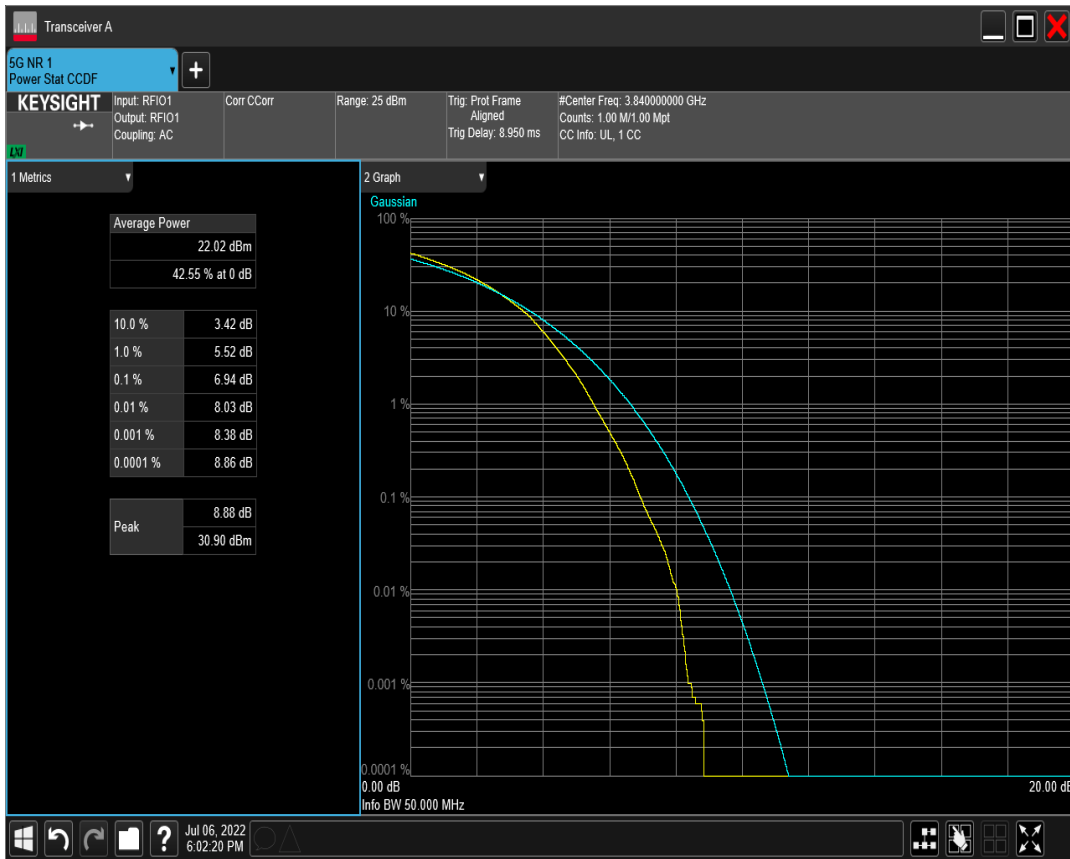 Transceiver A
5G NR 1
Power Stat CCDF
+
KEYSIGHT
LXI
Input: RFIO1
Output: RFIO1
Coupling: AC
Corr CCorr
Range: 25 dBm
Trig: Prot Frame
Aligned
Trig Delay: 8.950 ms
#Center Freq: 3.840000000 GHz
Counts: 1.00 M/1.00 Mpt
CC Info: UL, 1 CC
1 Metrics
Average Power
22.02 dBm
42.55 % at 0 dB
10.0 % 3.42 dB
1.0 % 5.52 dB
0.1 % 6.94 dB
0.01 % 8.03 dB
0.001 % 8.38 dB
0.0001 % 8.86 dB
Peak 8.88 dB
30.90 dBm
2 Graph
Gaussian
100 %
10 %
1 %
0.1 %
0.01 %
0.001 %
0.0001 %
0.00 dB 20.00 dB
Info BW 50.000 MHz
?
Jul 06, 2022
6:02:20 PM